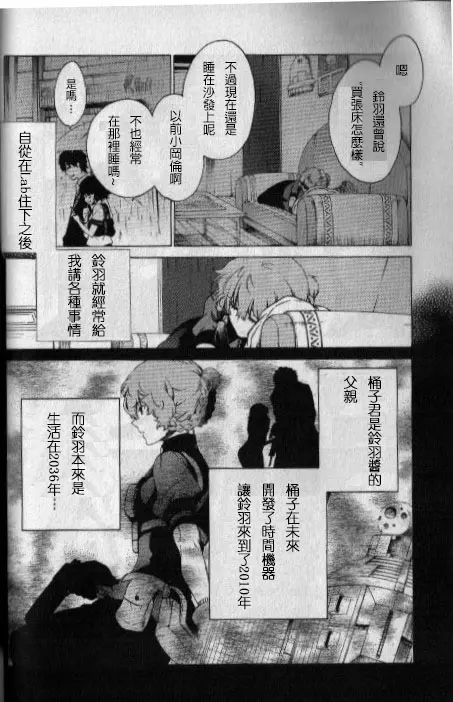 嗯
鈴羽還曾說
"買張床怎麼樣"
不過現在還是
睡在沙發上呢
以前小岡倫啊
不也經常
在那裡睡嗎~
是嗎…
自從在Lab住下之後
鈴羽就經常給
我講各種事情
桶子君是鈴羽醬的
父親
桶子在未來
開發了時間機器
讓鈴羽來到了2010年
而鈴羽本來是
生活在2036年…